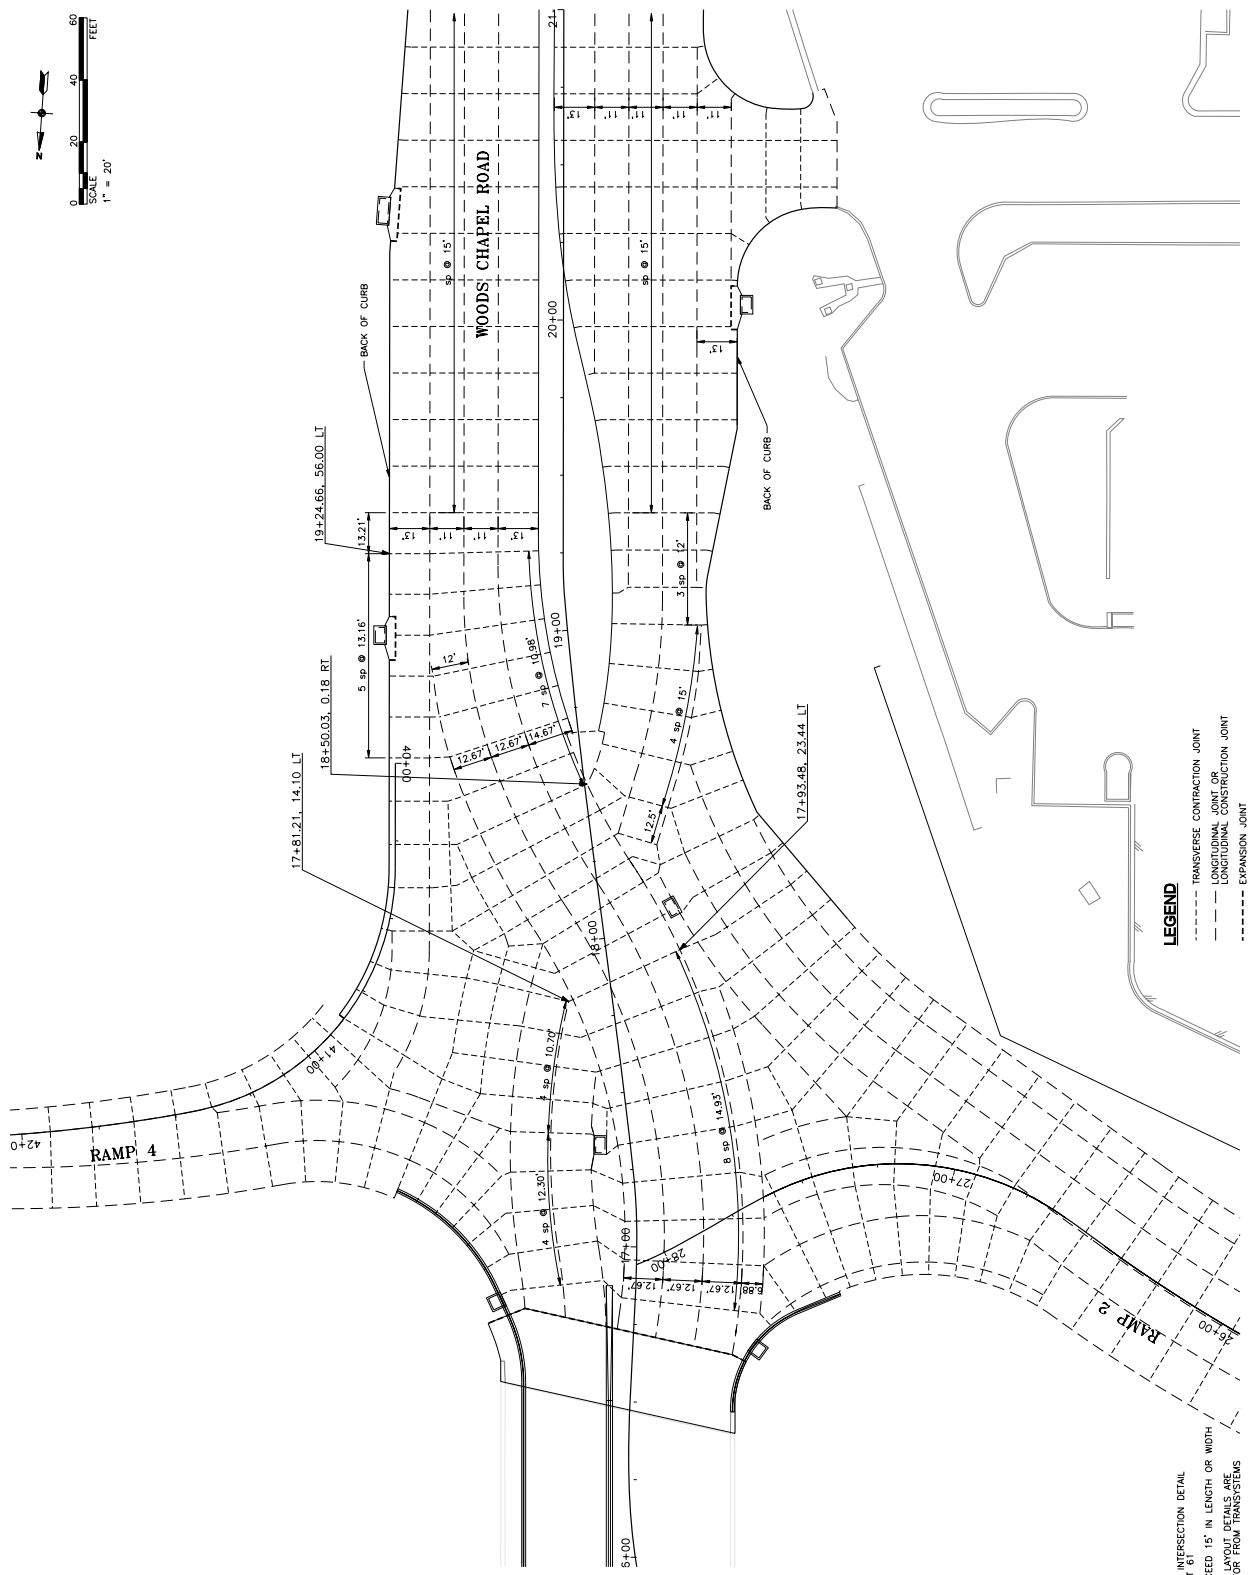 60
FEET
40
20
0
SCALE
1" = 20'
N
21
13'
11'
11'
11'
11'
WOODS CHAPEL ROAD
sp @ 15'
sp @ 15'
20+00
BACK OF CURB
13'
BACK OF CURB
19+24.66, 56.00 LT
13.21'
13'
11'
11'
13'
3 sp @ 12'
5 sp @ 13.16'
19+00
12'
7 sp @ 10.98'
18+50.03, 0.18 RT
4 sp @ 15'
17+93.48, 23.44 LT
12.67'
12.67'
14.67'
40+00
17+81.21, 14.10 LT
12.5'
18+00
LEGEND
TRANSVERSE CONTRACTION JOINT
LONGITUDINAL JOINT OR
LONGITUDINAL CONSTRUCTION JOINT
EXPANSION JOINT
41+00
4 sp @ 10.70'
8 sp @ 14.93'
42+0
RAMP 4
27+00
4 sp @ 12.30'
17+00
28+00
12.67'
12.67'
12.67'
6.88'
RAMP 2
26+00
6+00
INTERSECTION DETAIL
T 61
CEED 15' IN LENGTH OR WIDTH
LAYOUT DETAILS ARE
TOR FROM TRANSYSTEMS